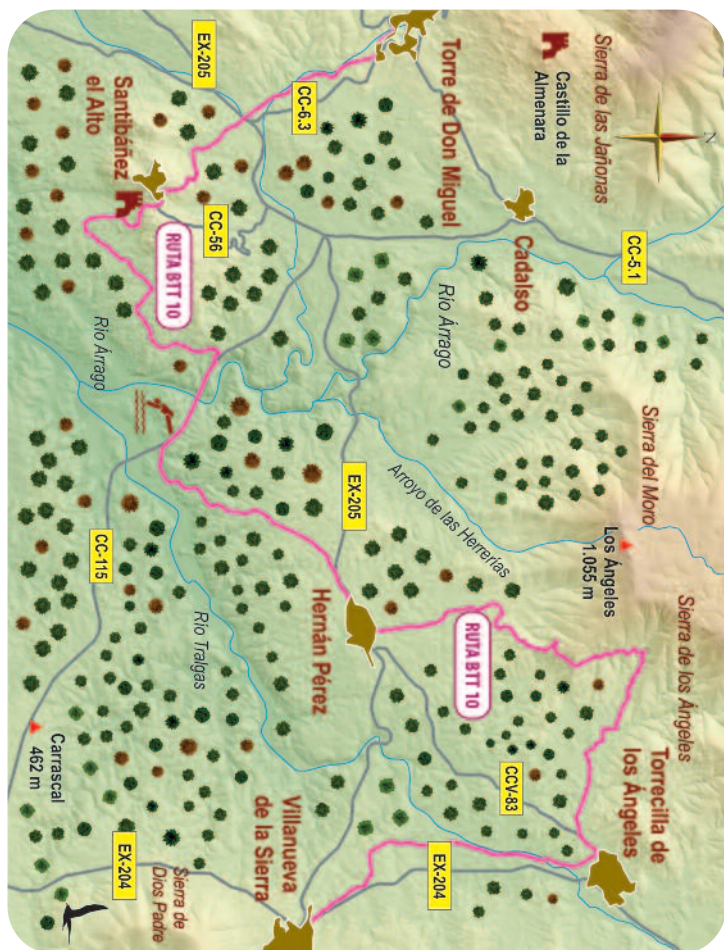 N
Sierra de las Jañonas
Castillo de la
Almenara
CC-5.1
Cadalso
Torre de Don Miguel
CC-6.3
EX-205
Santibáñez
el Alto
CC-56
RUTA BTT 10
Río Árrago
Río Árrago
Sierra del Moro
Los Ángeles
1.055 m
Sierra de los Ángeles
Arroyo de las Herrerías
EX-205
Hernán Pérez
RUTA BTT 10
Torrecilla de
los Ángeles
CCV-83
EX-204
CC-115
Río Tralgas
Carrascal
462 m
Villanueva
de la Sierra
EX-204
Sierra de
Dios Padre